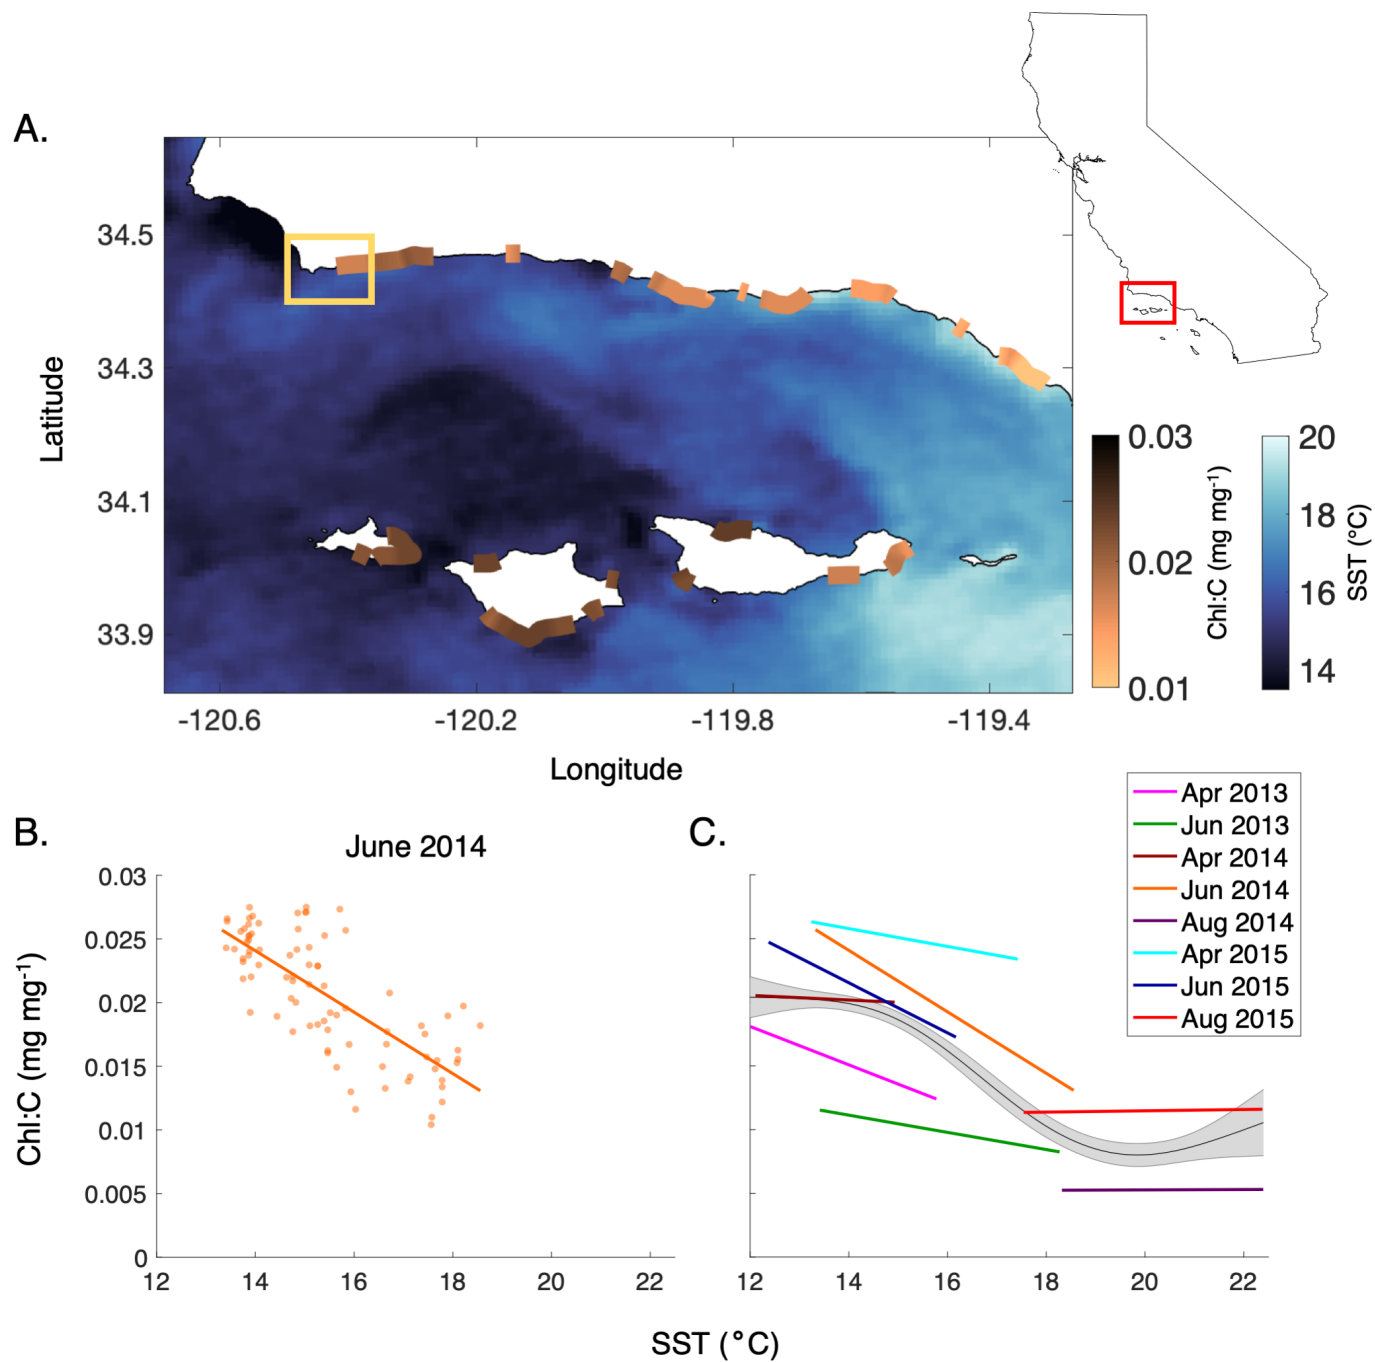 A.
34.5
34.3
34.1
33.9
Latitude
-120.6
-120.2
-119.8
-119.4
Longitude
0.03
0.02
0.01
Chl:C (mg mg-1)
20
18
16
14
SST (°C)
B.
June 2014
0.03
0.025
0.02
0.015
0.01
0.005
0
Chl:C (mg mg-1)
12
14
16
18
20
22
C.
Apr 2013
Jun 2013
Apr 2014
Jun 2014
Aug 2014
Apr 2015
Jun 2015
Aug 2015
12
14
16
18
20
22
SST (°C)